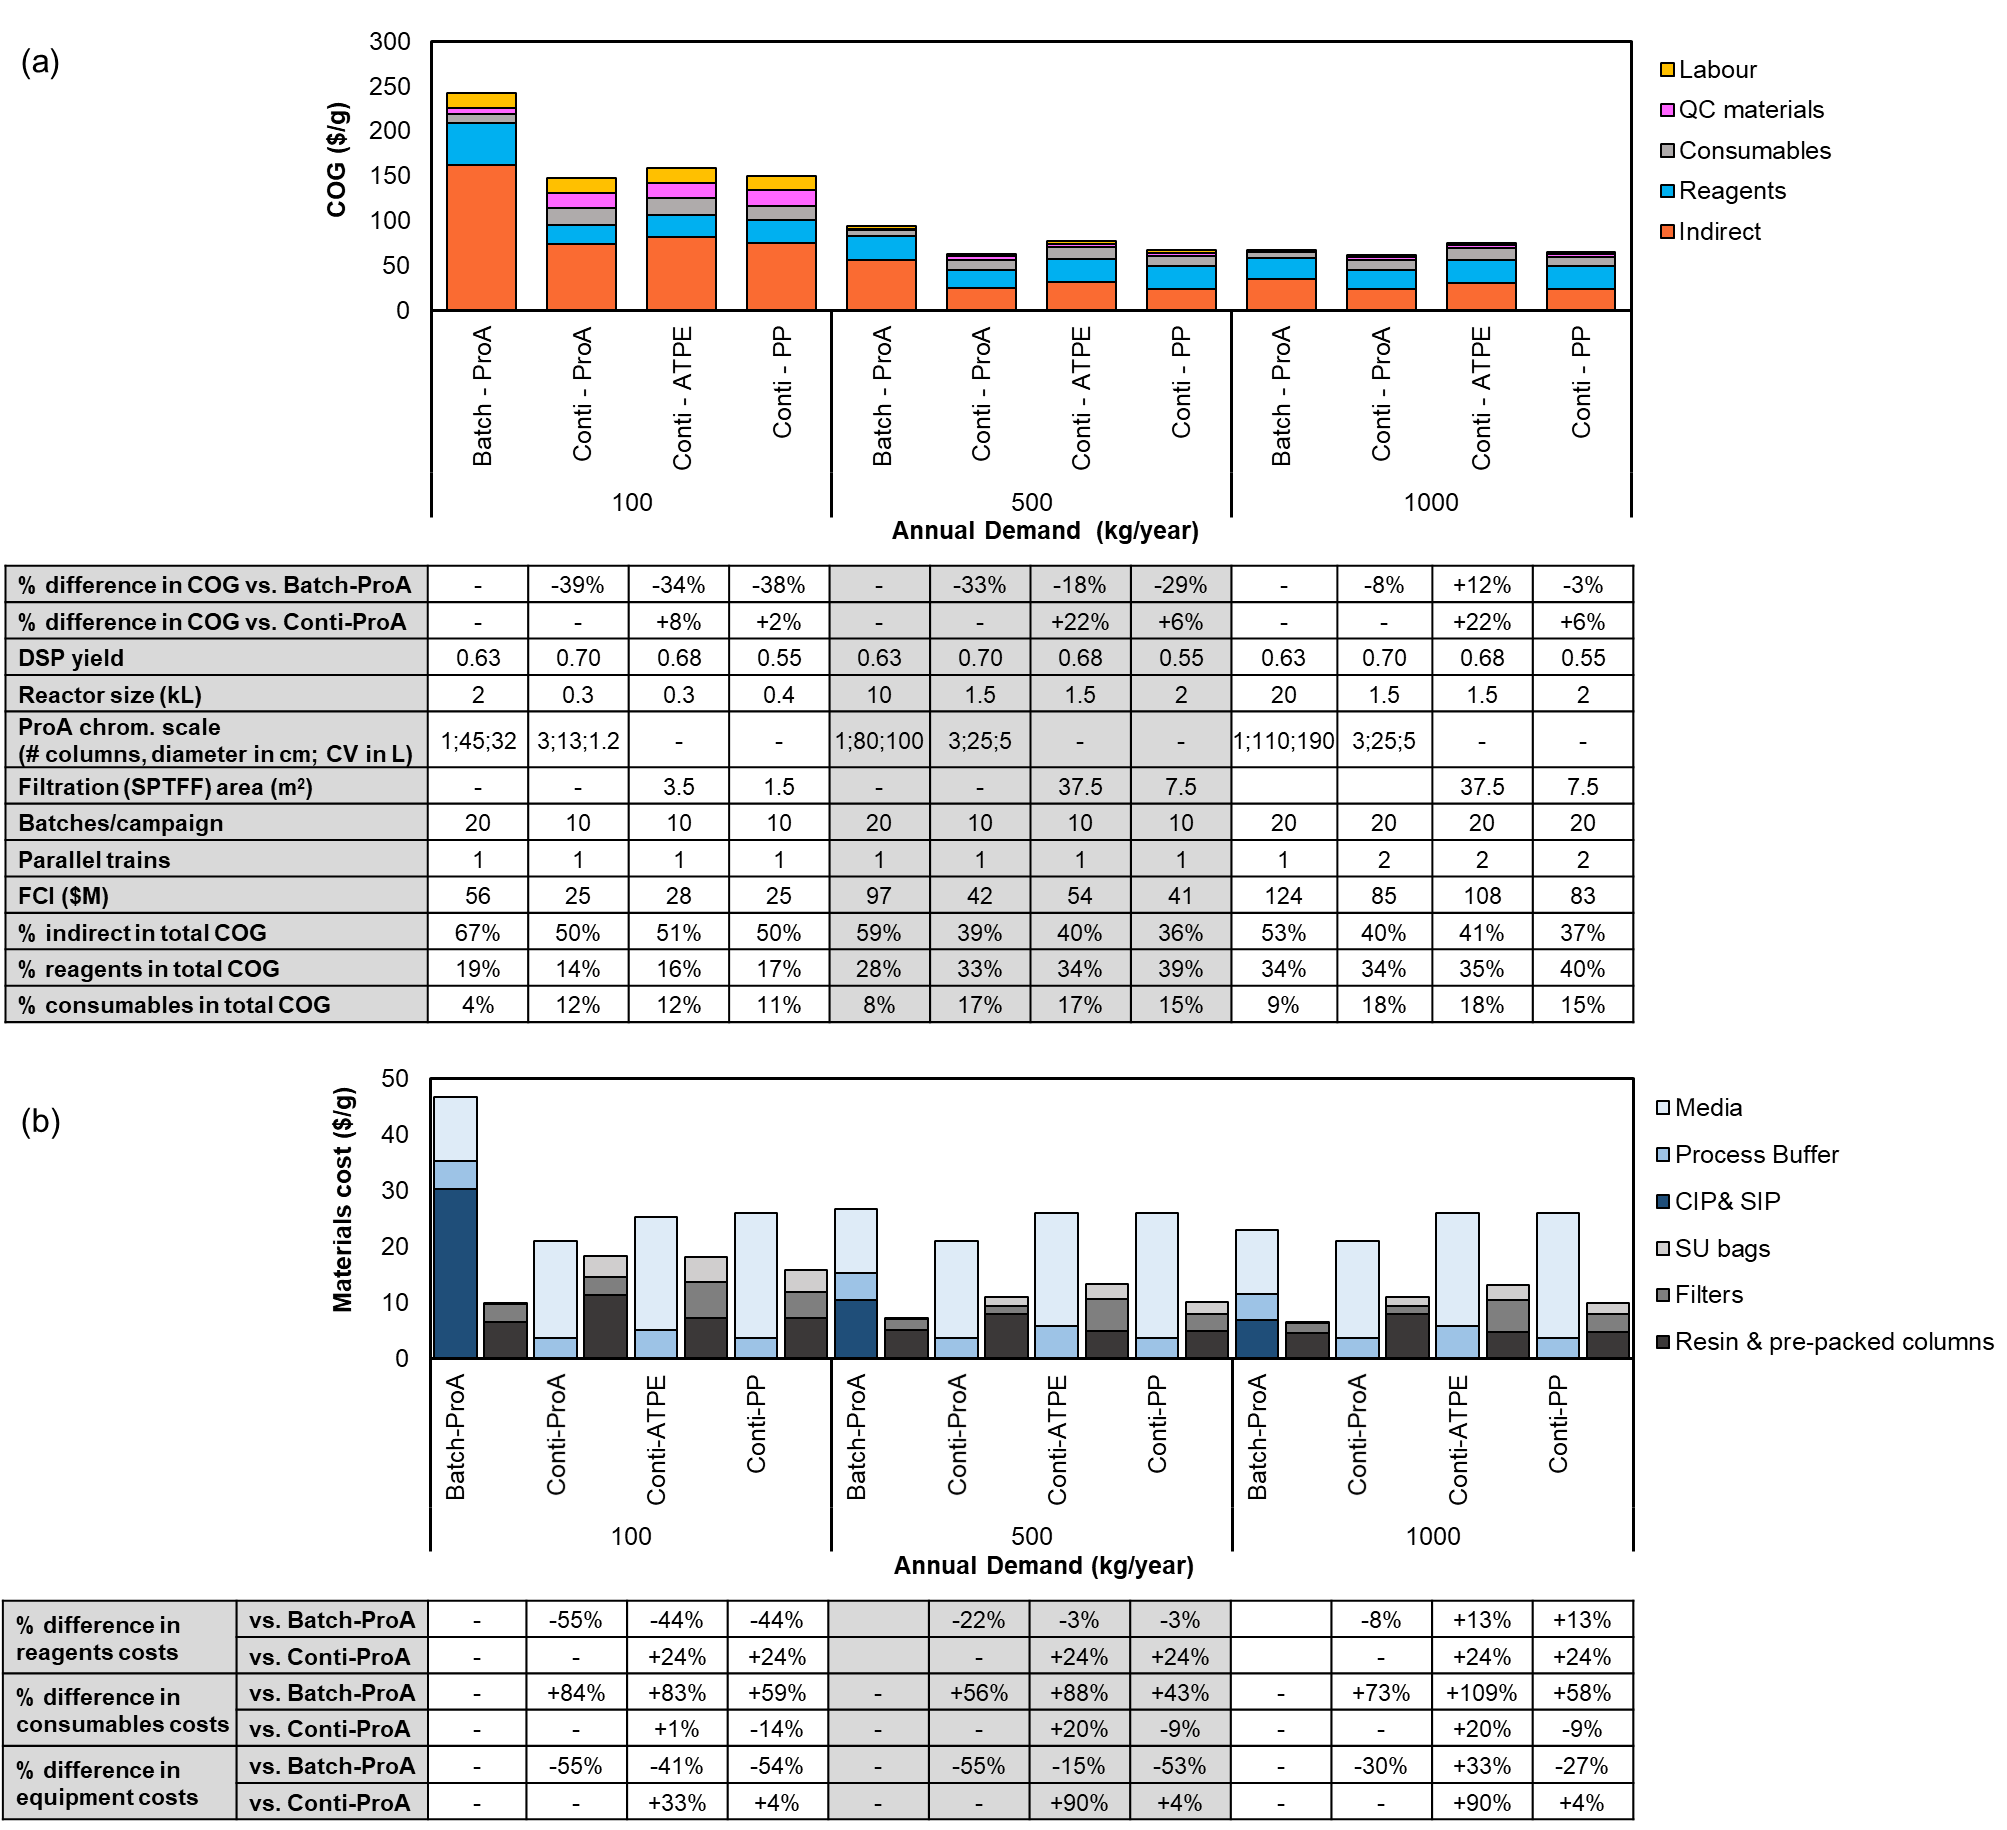 (a)
300
250
200
150
100
50
0
COG ($/g)
Labour
QC materials
Consumables
Reagents
Indirect
Batch - ProA
Conti - ProA
Conti - ATPE
Conti - PP
Batch - ProA
Conti - ProA
Conti - ATPE
Conti - PP
Batch - ProA
Conti - ProA
Conti - ATPE
Conti - PP
100 500 1000
Annual Demand (kg/year)
% difference in COG vs. Batch-ProA - -39% -34% -38% - -33% -18% -29% - -8% +12% -3%
% difference in COG vs. Conti-ProA - - +8% +2% - - +22% +6% - - +22% +6%
DSP yield 0.63 0.70 0.68 0.55 0.63 0.70 0.68 0.55 0.63 0.70 0.68 0.55
Reactor size (kL) 2 0.3 0.3 0.4 10 1.5 1.5 2 20 1.5 1.5 2
ProA chrom. scale
(# columns, diameter in cm; CV in L) 1;45;32 3;13;1.2 - - 1;80;100 3;25;5 - - 1;110;190 3;25;5 - -
Filtration (SPTFF) area (m²) - - 3.5 1.5 - - 37.5 7.5 37.5 7.5
Batches/campaign 20 10 10 10 20 10 10 10 20 20 20 20
Parallel trains 1 1 1 1 1 1 1 1 1 2 2 2
FCI ($M) 56 25 28 25 97 42 54 41 124 85 108 83
% indirect in total COG 67% 50% 51% 50% 59% 39% 40% 36% 53% 40% 41% 37%
% reagents in total COG 19% 14% 16% 17% 28% 33% 34% 39% 34% 34% 35% 40%
% consumables in total COG 4% 12% 12% 11% 8% 17% 17% 15% 9% 18% 18% 15%
(b)
50
40
30
20
10
0
Materials cost ($/g)
Media
Process Buffer
CIP& SIP
SU bags
Filters
Resin & pre-packed columns
Batch-ProA
Conti-ProA
Conti-ATPE
Conti-PP
Batch-ProA
Conti-ProA
Conti-ATPE
Conti-PP
Batch-ProA
Conti-ProA
Conti-ATPE
Conti-PP
100 500 1000
Annual Demand (kg/year)
% difference in
reagents costs
vs. Batch-ProA - -55% -44% -44% -22% -3% -3% -8% +13% +13%
vs. Conti-ProA - - +24% +24% - +24% +24% - +24% +24%
% difference in
consumables costs
vs. Batch-ProA - +84% +83% +59% - +56% +88% +43% - +73% +109% +58%
vs. Conti-ProA - - +1% -14% - - +20% -9% - - +20% -9%
% difference in
equipment costs
vs. Batch-ProA - -55% -41% -54% - -55% -15% -53% - -30% +33% -27%
vs. Conti-ProA - - +33% +4% - - +90% +4% - - +90% +4%